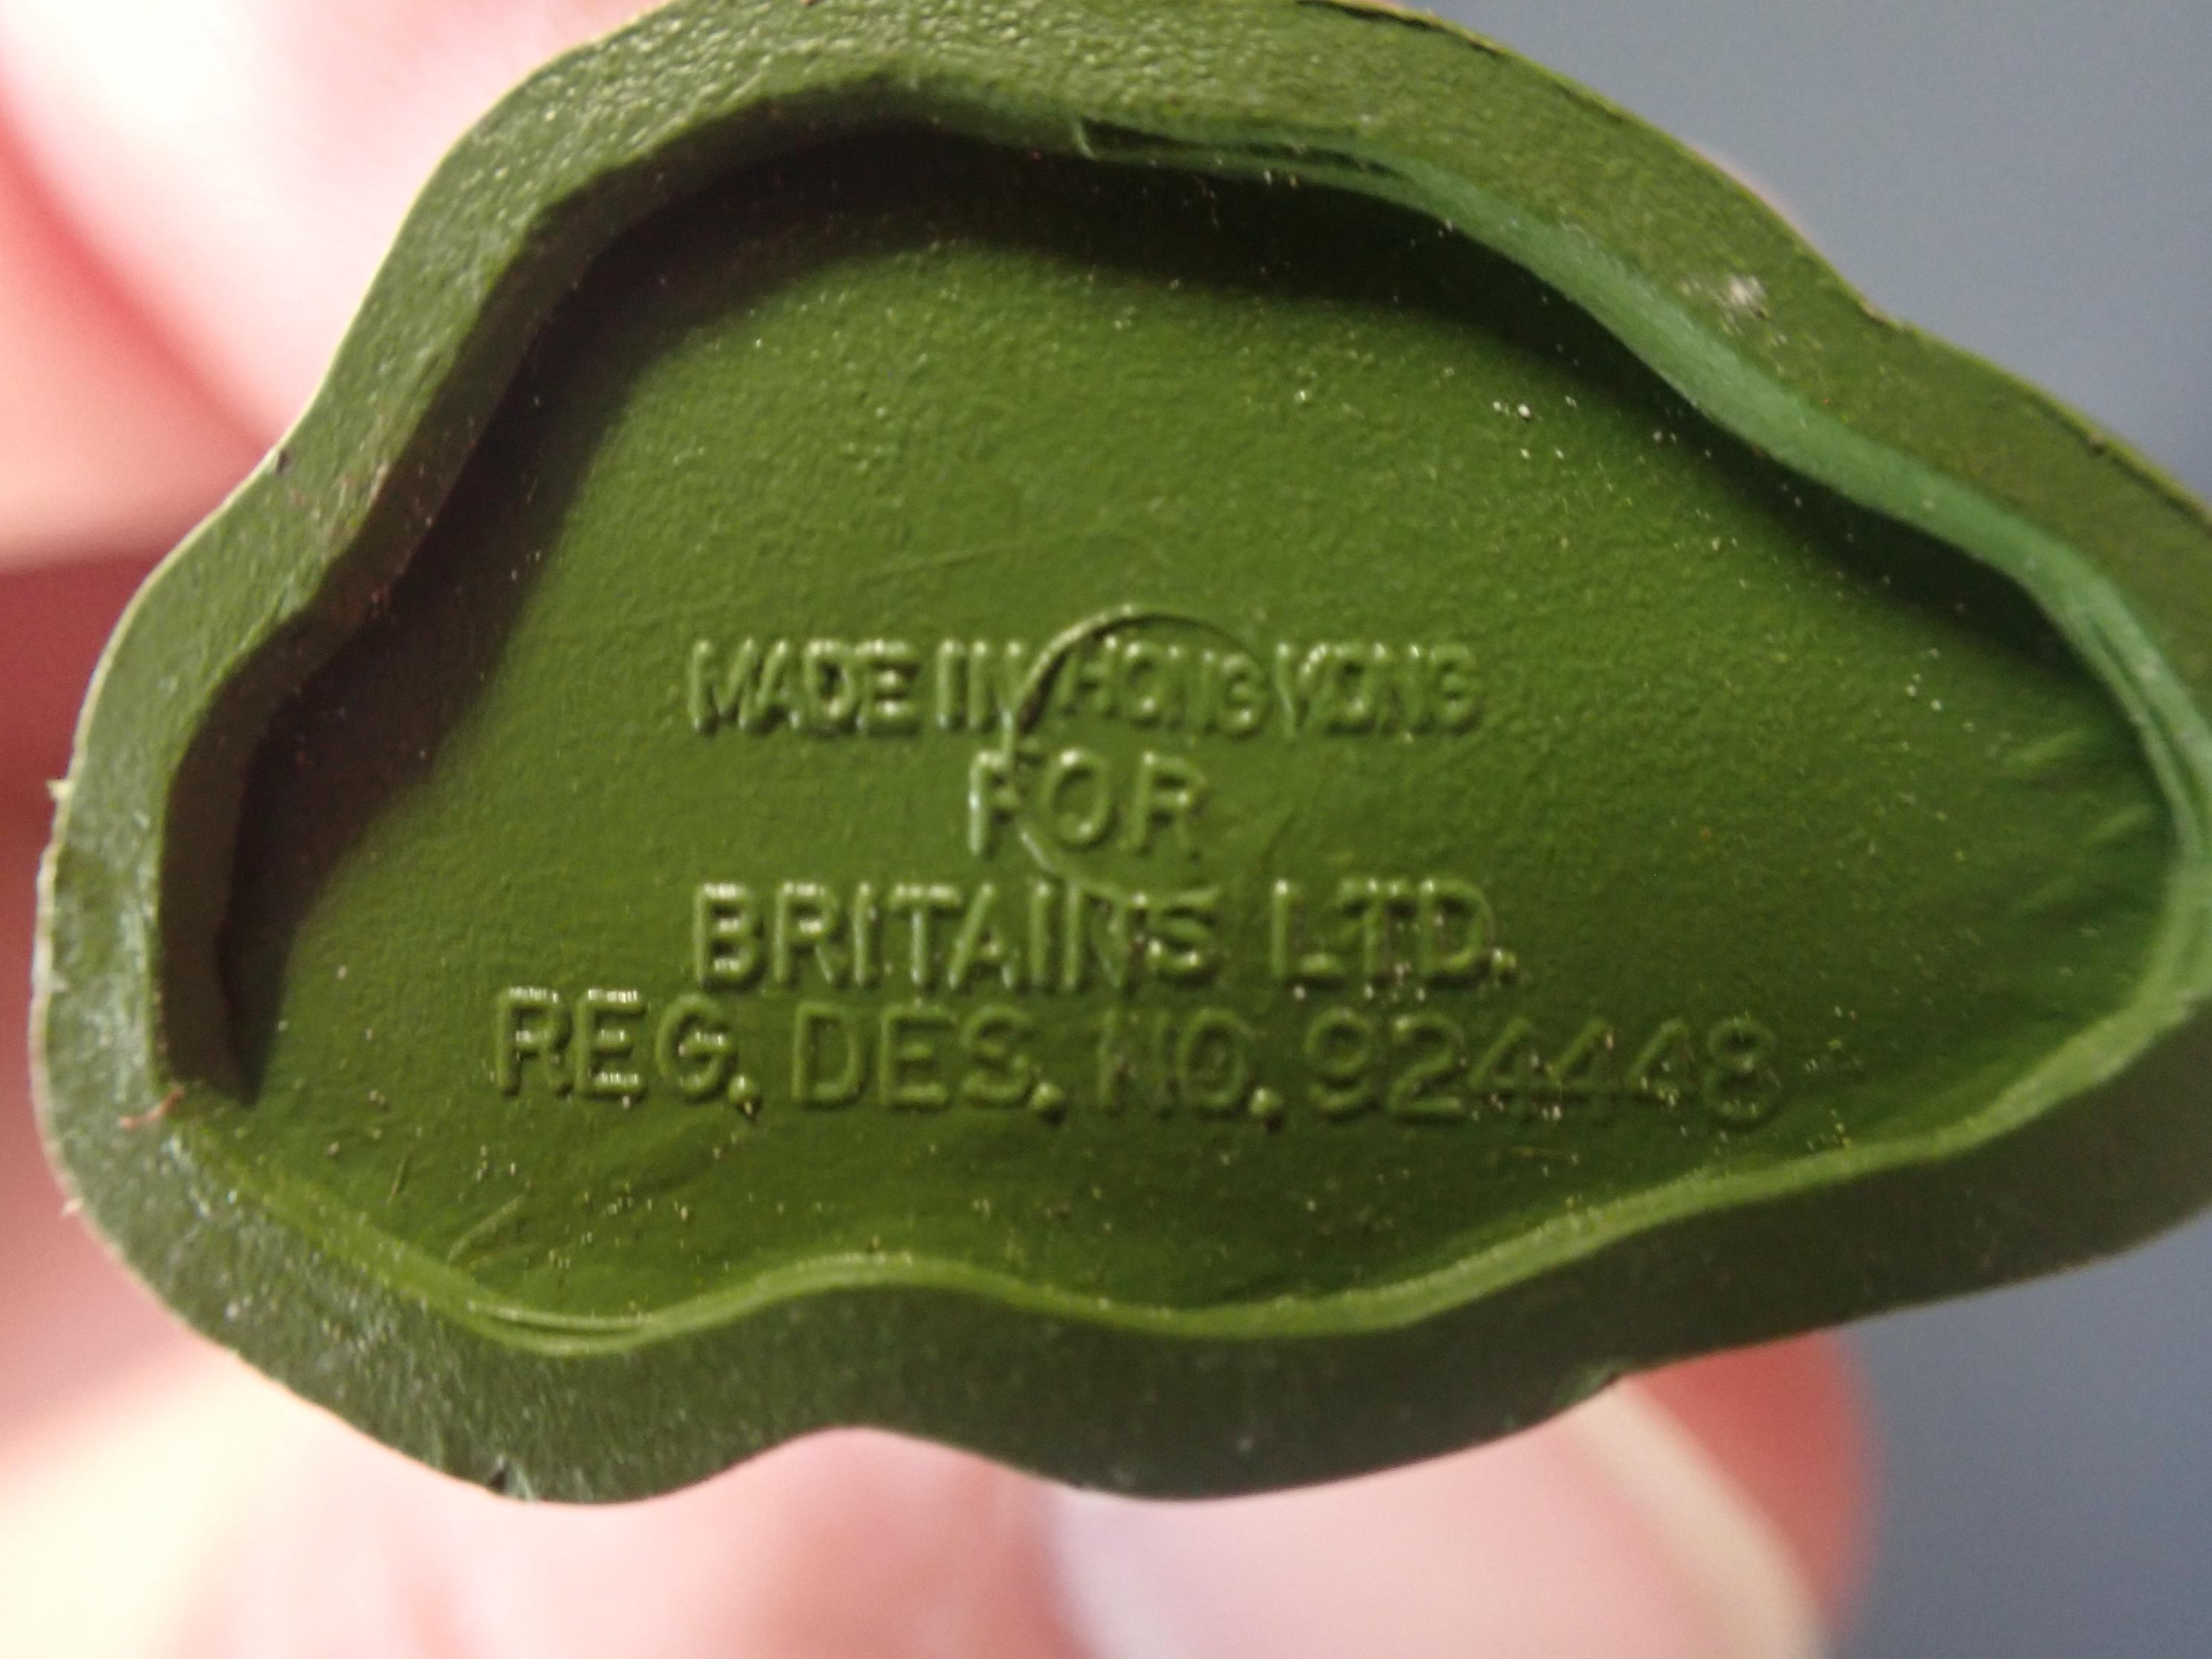 MADE IN HONG KONG
FOR
BRITAINS LTD.
REG. DES. NO. 924448